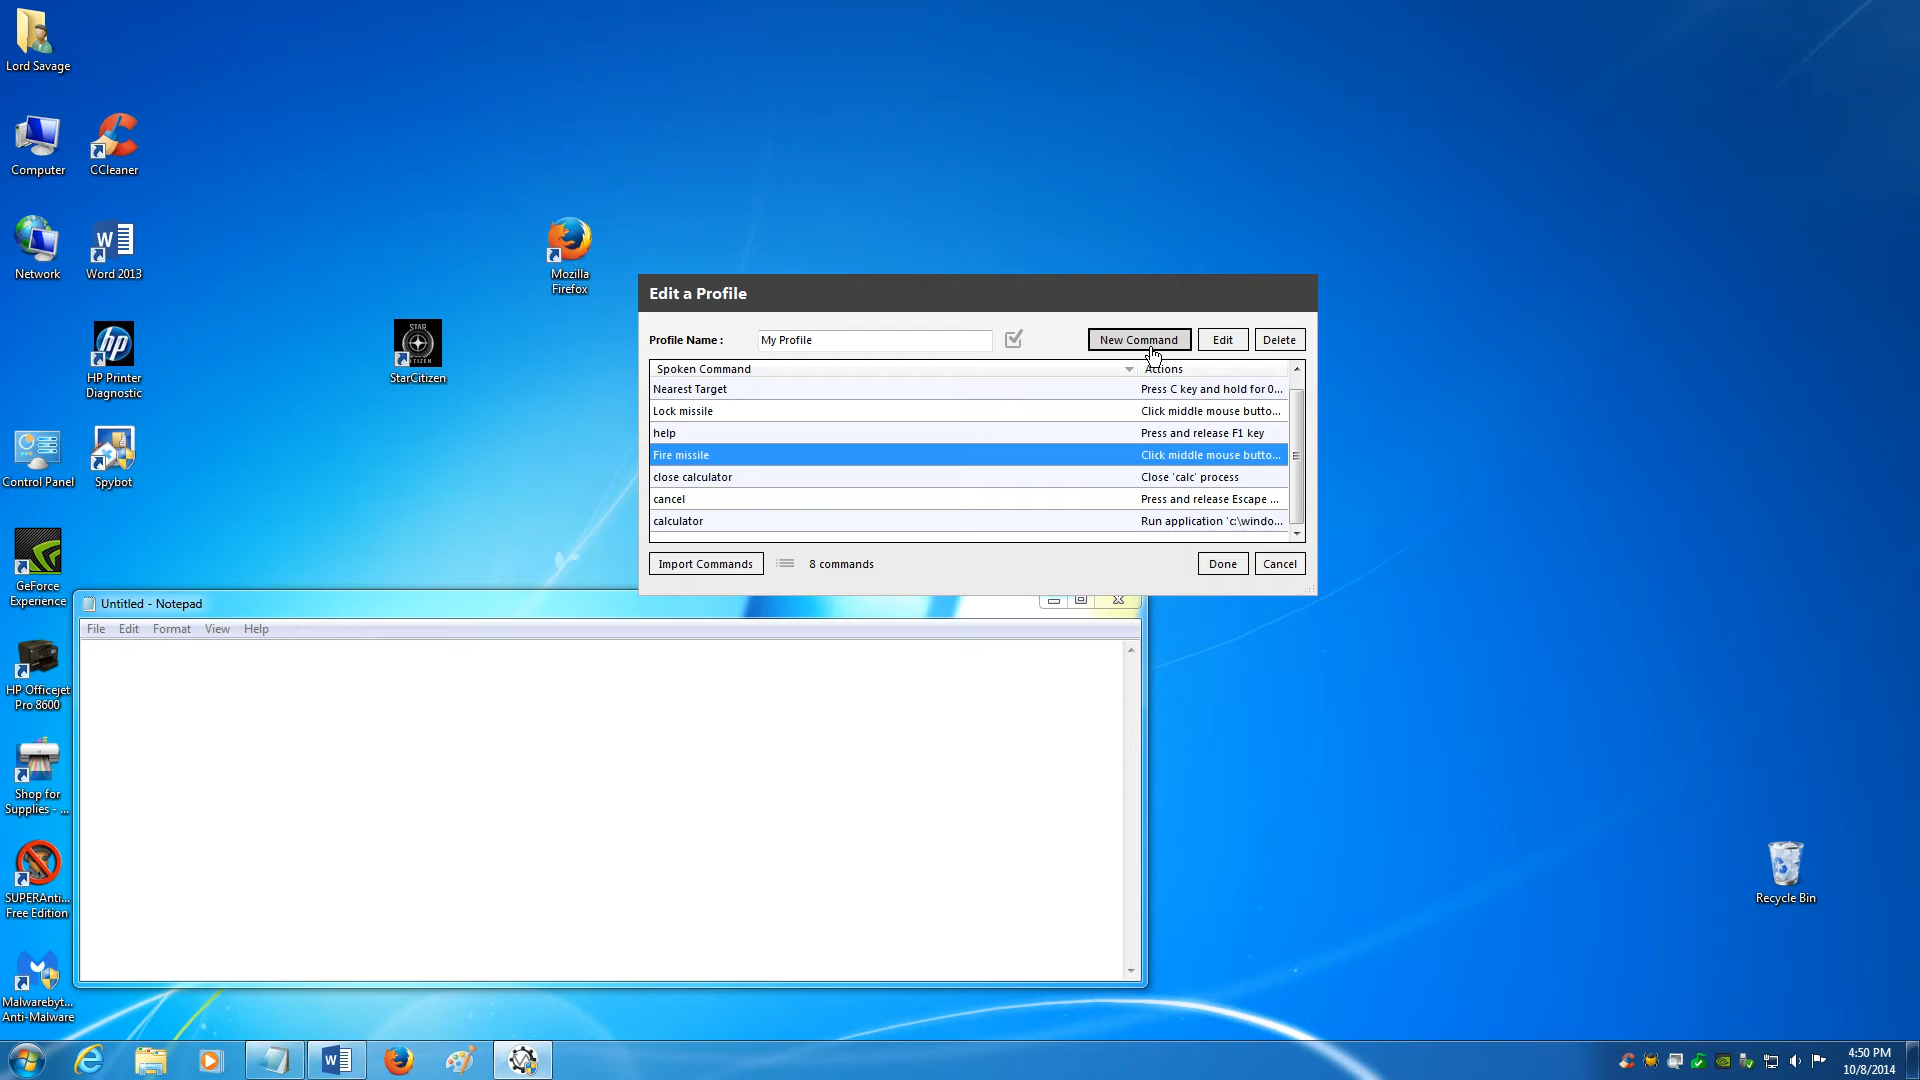 Lord Savage
Computer
CCleaner
Network
W
Word 2013
Mozilla
Firefox
hp
HP Printer
Diagnostic
STAR
CITIZEN
StarCitizen
Control Panel
Spybot
GeForce
Experience
HP Officejet
Pro 8600
Shop for
Supplies - ...
SUPERAnti...
Free Edition
Malwarebyt...
Anti-Malware
Recycle Bin
Edit a Profile
Profile Name :
My Profile
New Command
Edit
Delete
Spoken Command
Actions
Nearest Target
Press C key and hold for 0...
Lock missile
Click middle mouse butto...
help
Press and release F1 key
Fire missile
Click middle mouse butto...
close calculator
Close 'calc' process
cancel
Press and release Escape ...
calculator
Run application 'c:\windo...
Import Commands
8 commands
Done
Cancel
Untitled - Notepad
File Edit Format View Help
W
4:50 PM
10/8/2014